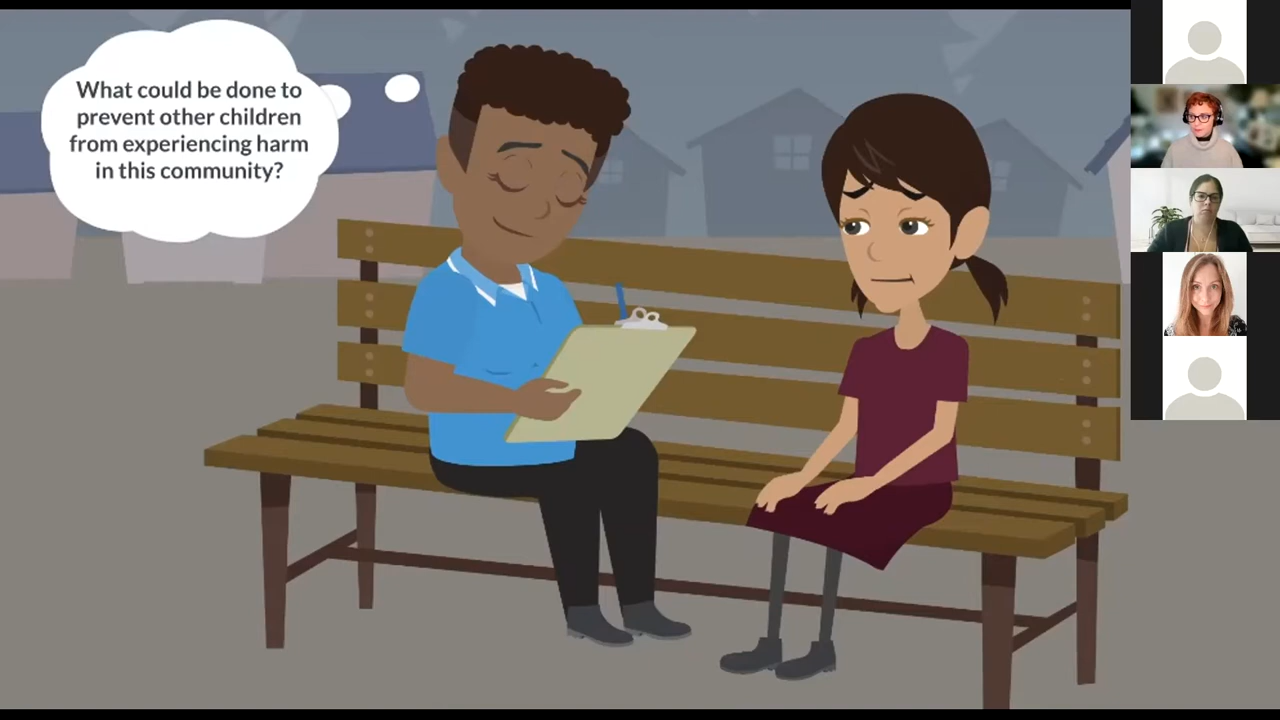 What could be done to
prevent other children
from experiencing harm
in this community?